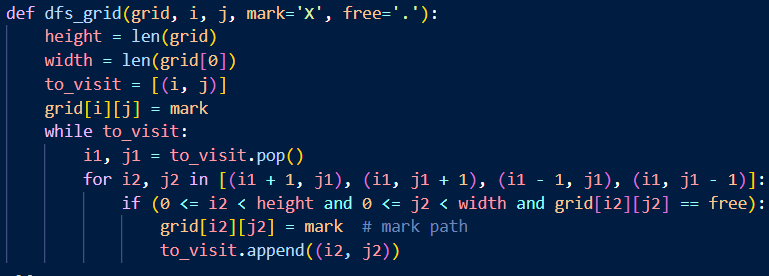 def dfs_grid(grid, i, j, mark='X', free='.'):
    height = len(grid)
    width = len(grid[0])
    to_visit = [(i, j)]
    grid[i][j] = mark
    while to_visit:
        i1, j1 = to_visit.pop()
        for i2, j2 in [(i1 + 1, j1), (i1, j1 + 1), (i1 - 1, j1), (i1, j1 - 1)]:
            if (0 <= i2 < height and 0 <= j2 < width and grid[i2][j2] == free):
                grid[i2][j2] = mark  # mark path
                to_visit.append((i2, j2))